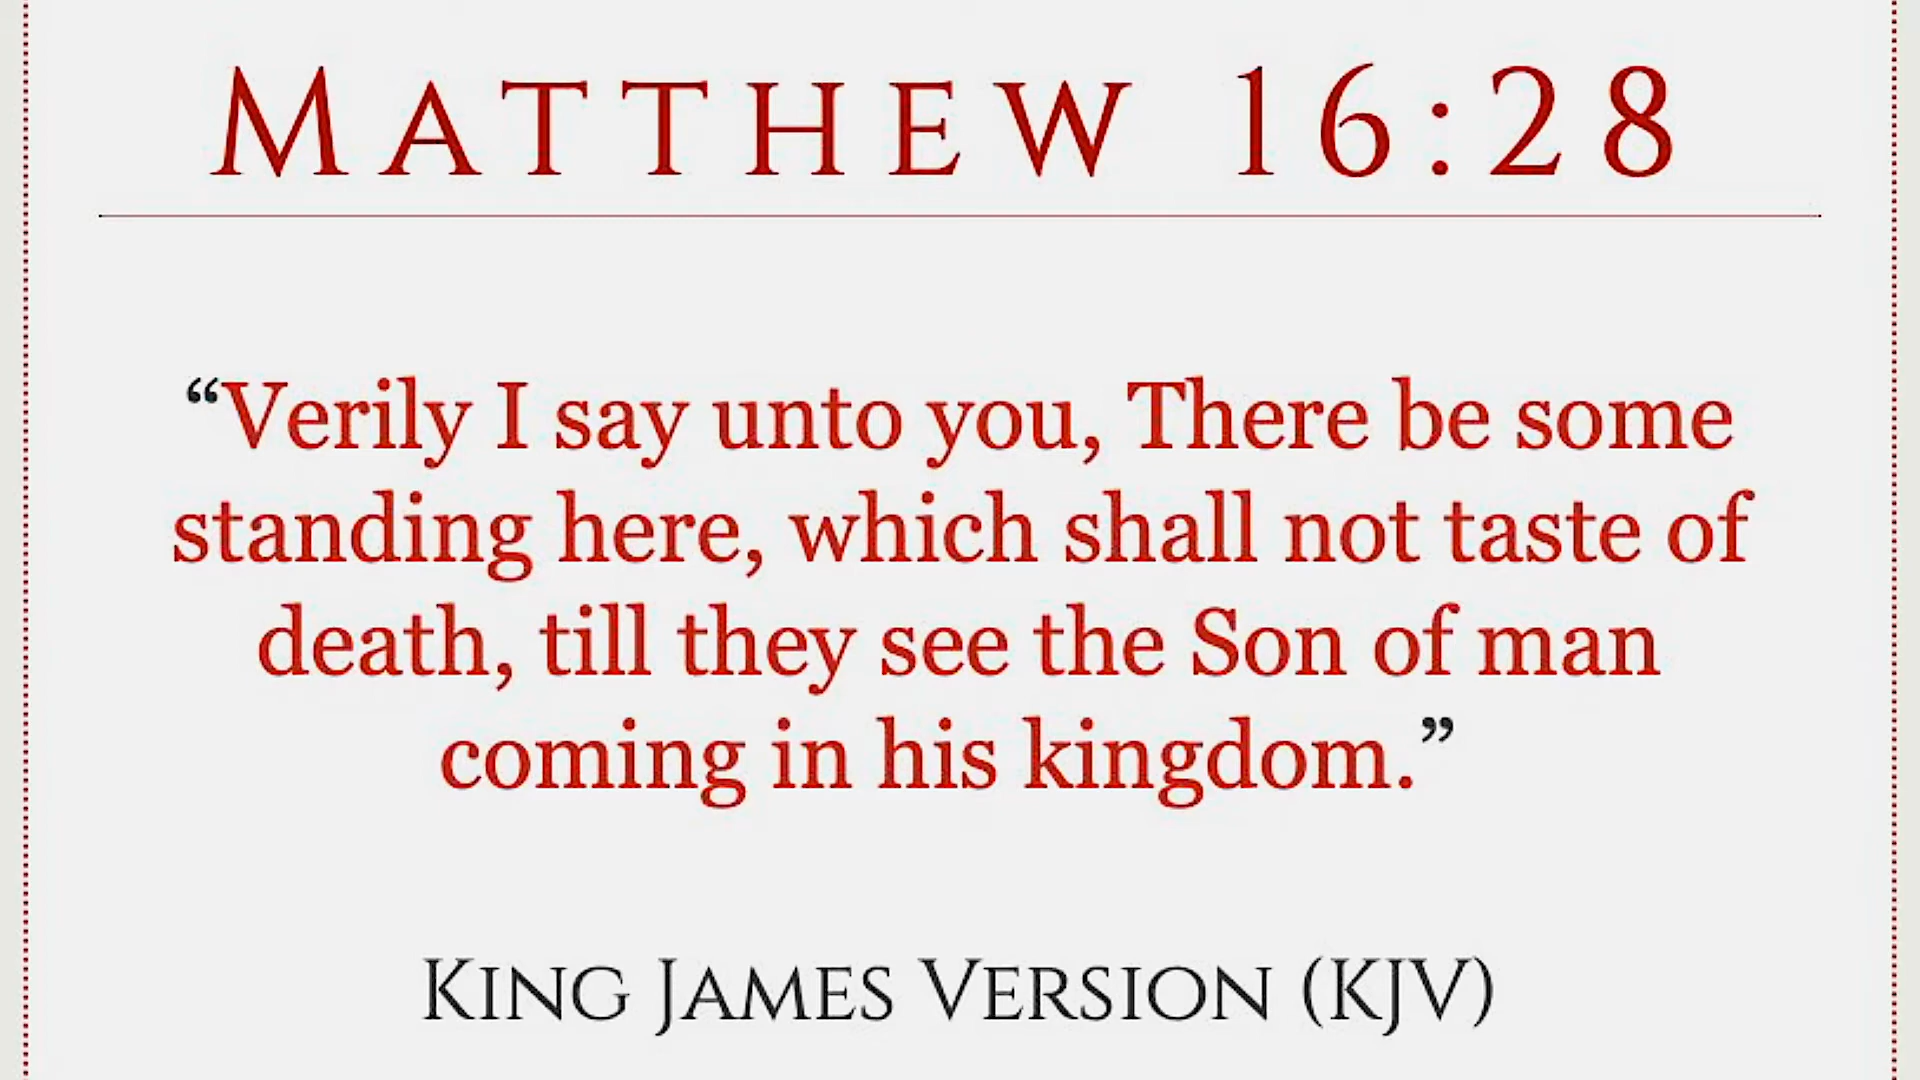 MATTHEW 16:28
“Verily I say unto you, There be some
standing here, which shall not taste of
death, till they see the Son of man
coming in his kingdom.”
KING JAMES VERSION (KJV)